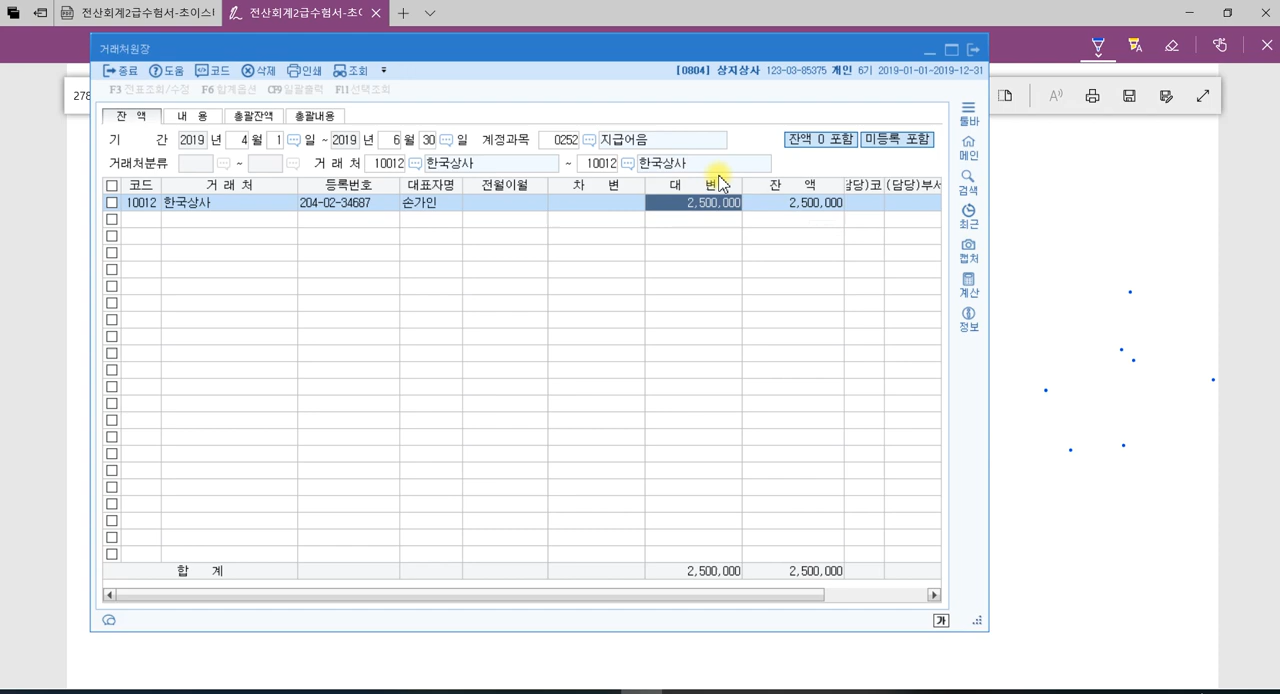 전산회계2급수험서-초이스
전산회계2급수험서-초이
거래처원장
종료 도움 코드 삭제 인쇄 조회
[0804] 상지상사 123-03-85375 개인 6기 2019-01-01~2019-12-31
F3 전표조회/수정 F6 합계옵션 CF9 일괄출력 F11 선택조회
278
잔 액 내 용 총괄잔액 총괄내용
기 간 2019 년 4 월 1 일 ~ 2019 년 6 월 30 일 계정과목 0252 지급어음 잔액 0 포함 미등록 포함
거래처분류 ~ 거 래 처 10012 한국상사 ~ 10012 한국상사
코드 거 래 처 등록번호 대표자명 전월이월 차 변 대 변 잔 액 담당)코 (담당)부서
10012 한국상사 204-02-34687 손가인 2,500,000 2,500,000
합 계 2,500,000 2,500,000
툴바
메인
검색
최근
캡처
계산
정보
가